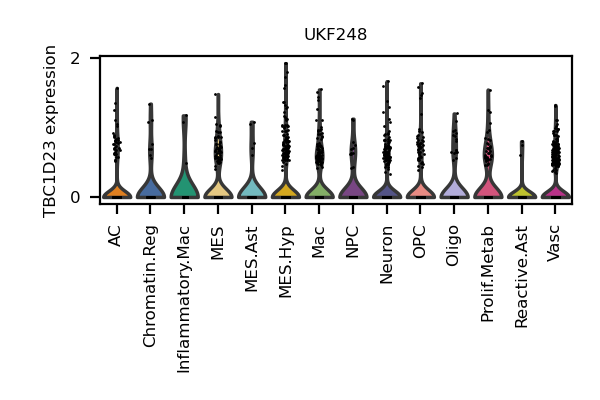 UKF248
TBC1D23 expression
2
0
AC
Chromatin.Reg
Inflammatory.Mac
MES
MES.Ast
MES.Hyp
Mac
NPC
Neuron
OPC
Oligo
Prolif.Metab
Reactive.Ast
Vasc